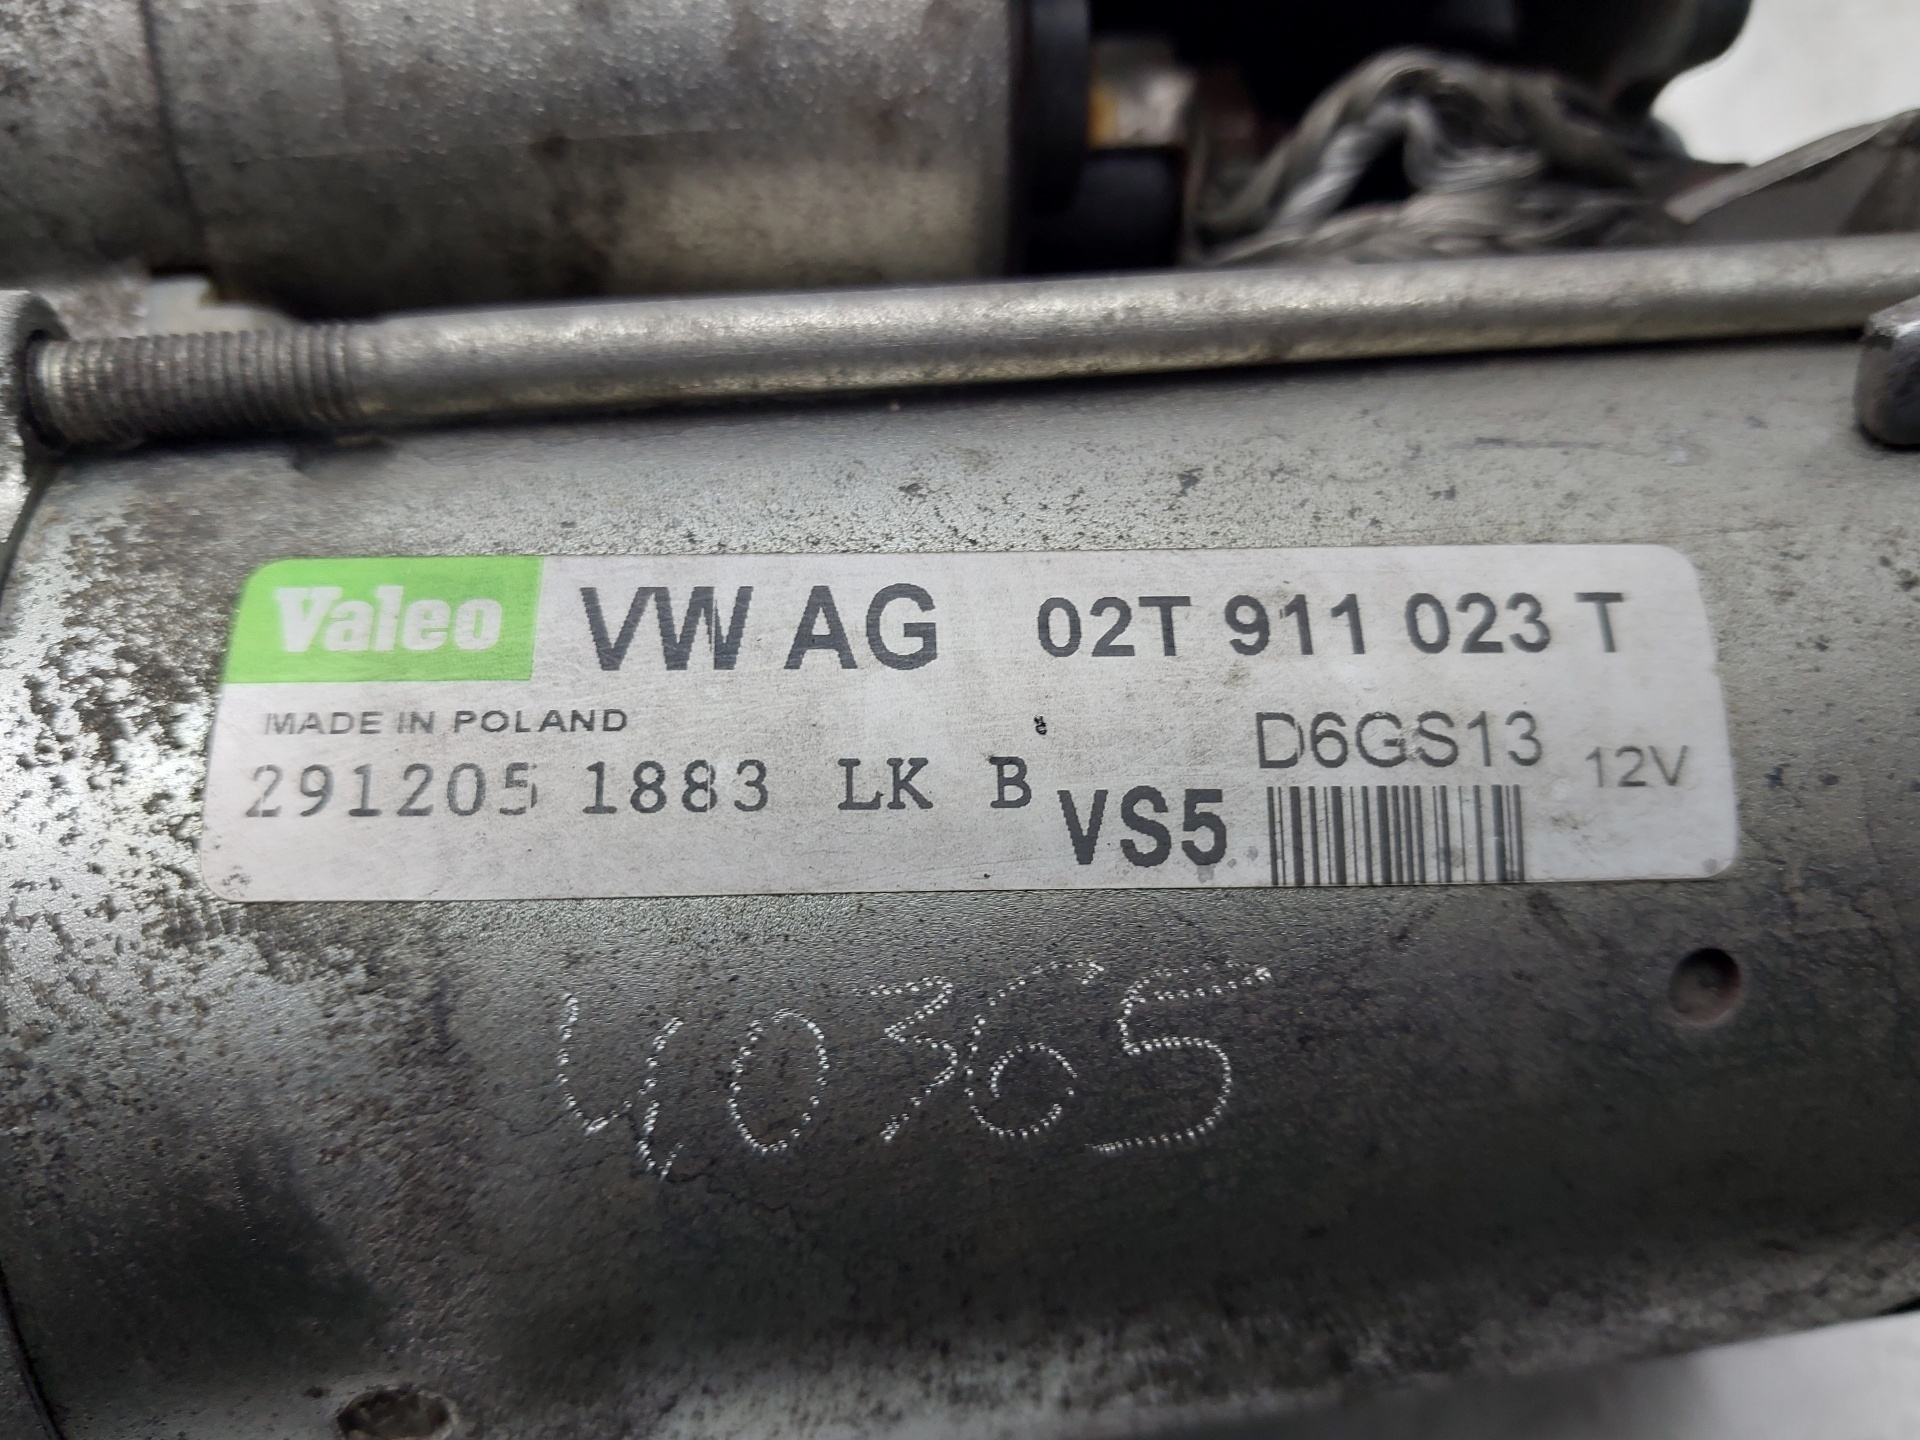 Valeo VW AG 02T 911 023 T
MADE IN POLAND
D6GS13 12V
291205 1883 LK B
VS5
40365